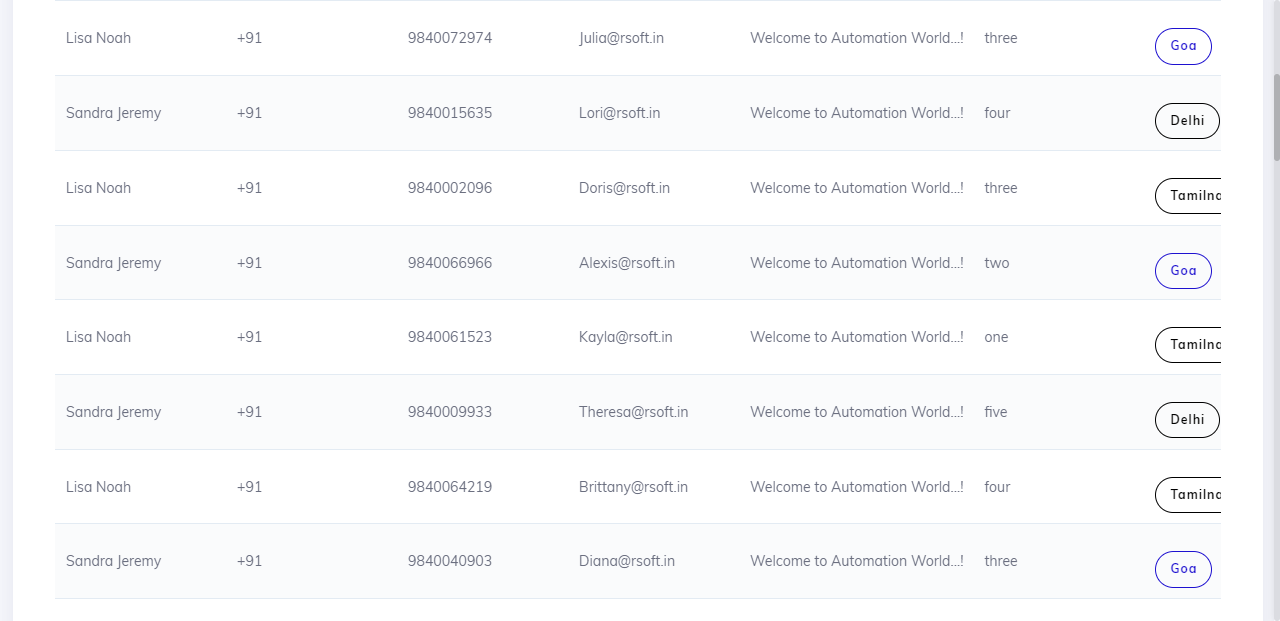 Lisa Noah +91 9840072974 Julia@rsoft.in Welcome to Automation World...! three Goa
Sandra Jeremy +91 9840015635 Lori@rsoft.in Welcome to Automation World...! four Delhi
Lisa Noah +91 9840002096 Doris@rsoft.in Welcome to Automation World...! three Tamilna
Sandra Jeremy +91 9840066966 Alexis@rsoft.in Welcome to Automation World...! two Goa
Lisa Noah +91 9840061523 Kayla@rsoft.in Welcome to Automation World...! one Tamilna
Sandra Jeremy +91 9840009933 Theresa@rsoft.in Welcome to Automation World...! five Delhi
Lisa Noah +91 9840064219 Brittany@rsoft.in Welcome to Automation World...! four Tamilna
Sandra Jeremy +91 9840040903 Diana@rsoft.in Welcome to Automation World...! three Goa